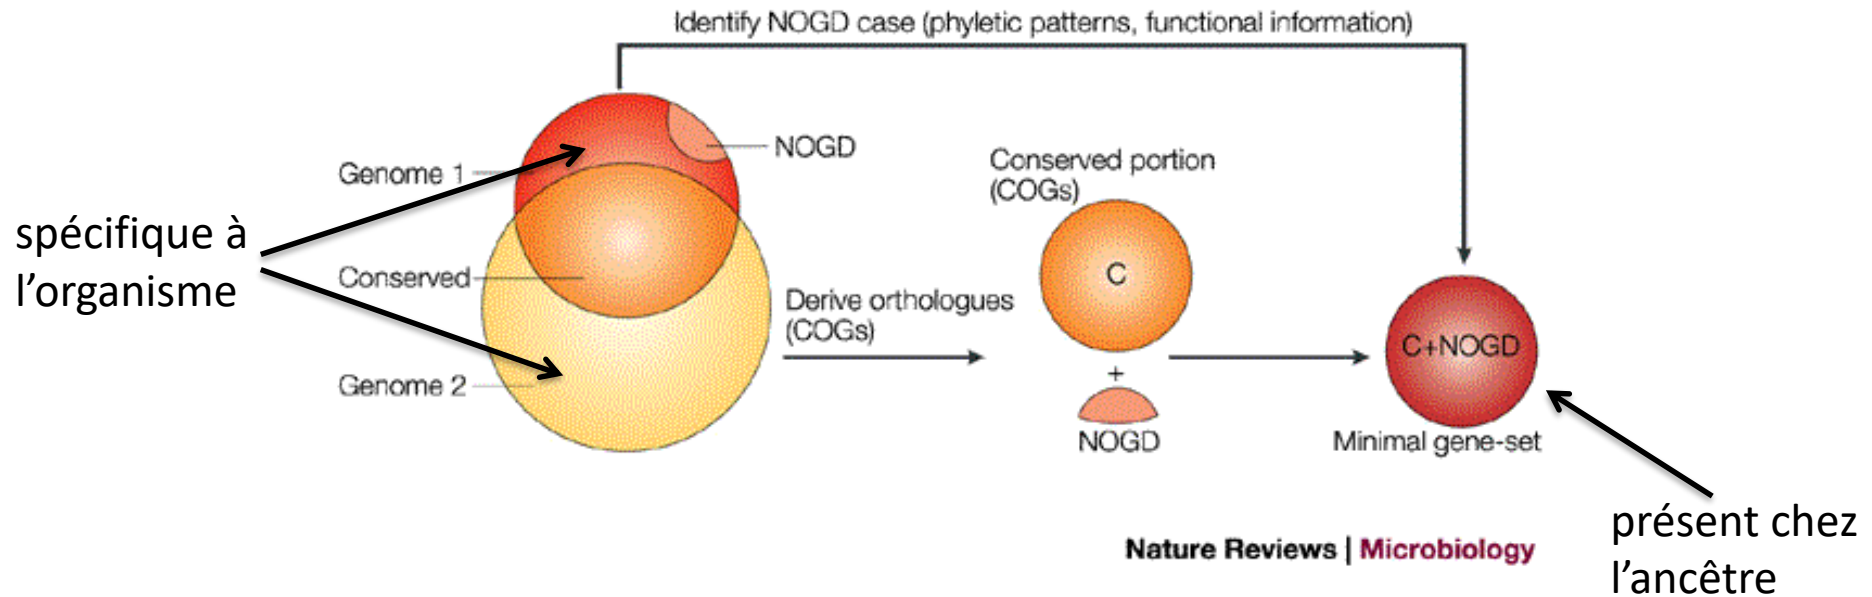 Identify NOGD case (phyletic patterns, functional information)
NOGD
Genome 1
Conserved portion
(COGs)
spécifique à
l’organisme
Conserved
C
Derive orthologues
(COGs)
C+NOGD
Genome 2
+
NOGD
Minimal gene-set
présent chez
l’ancêtre
Nature Reviews | Microbiology